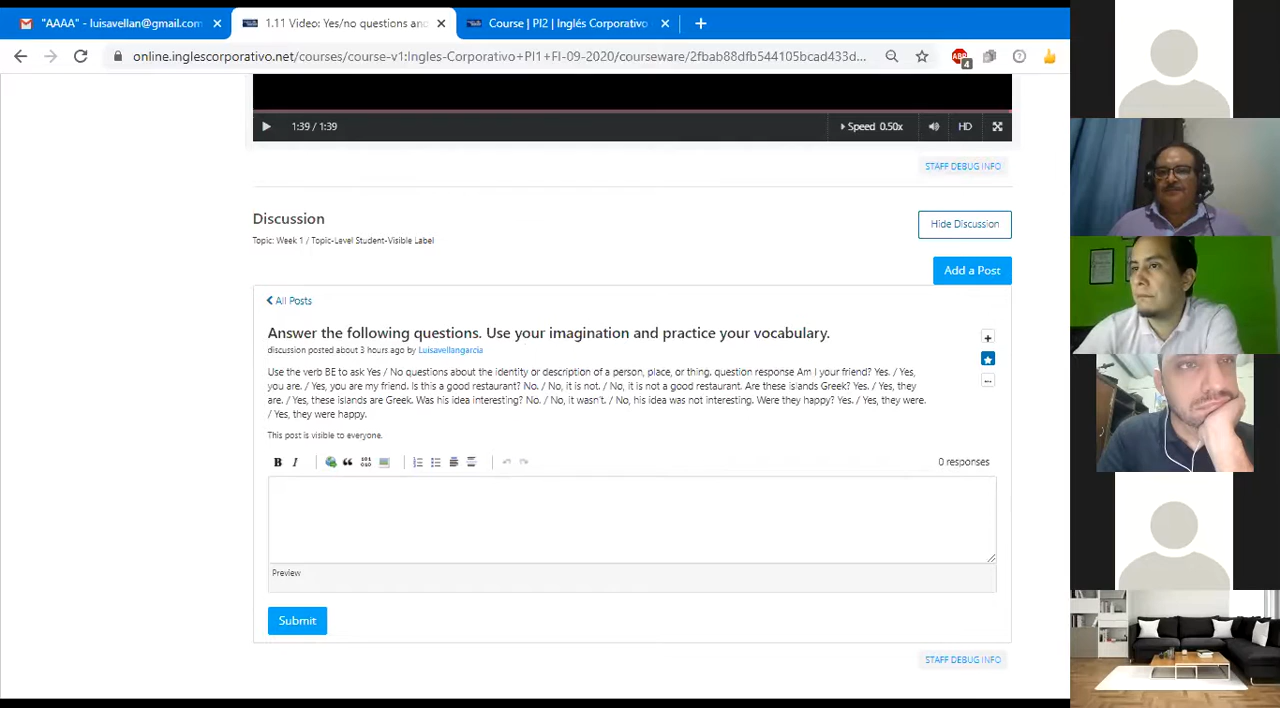 "AAAA" - luisavellan@gmail.com
1.11 Video: Yes/no questions and
Course | PI2 | Inglés Corporativo
online.inglescorporativo.net/courses/course-v1:Ingles-Corporativo+PI1+FI-09-2020/courseware/2fbab88dfb544105bcad433d...
ABP
4
1:39 / 1:39
Speed 0.50x
HD
STAFF DEBUG INFO
Discussion
Hide Discussion
Topic: Week 1 / Topic-Level Student-Visible Label
Add a Post
All Posts
Answer the following questions. Use your imagination and practice your vocabulary.
discussion posted about 3 hours ago by Luisavellangarcia
Use the verb BE to ask Yes / No questions about the identity or description of a person, place, or thing. question response Am I your friend? Yes. / Yes,
you are. / Yes, you are my friend. Is this a good restaurant? No. / No, it is not. / No, it is not a good restaurant. Are these islands Greek? Yes. / Yes, they
are. / Yes, these islands are Greek. Was his idea interesting? No. / No, it wasn't. / No, his idea was not interesting. Were they happy? Yes. / Yes, they were.
/ Yes, they were happy.
This post is visible to everyone.
B I
0 responses
Preview
Submit
STAFF DEBUG INFO